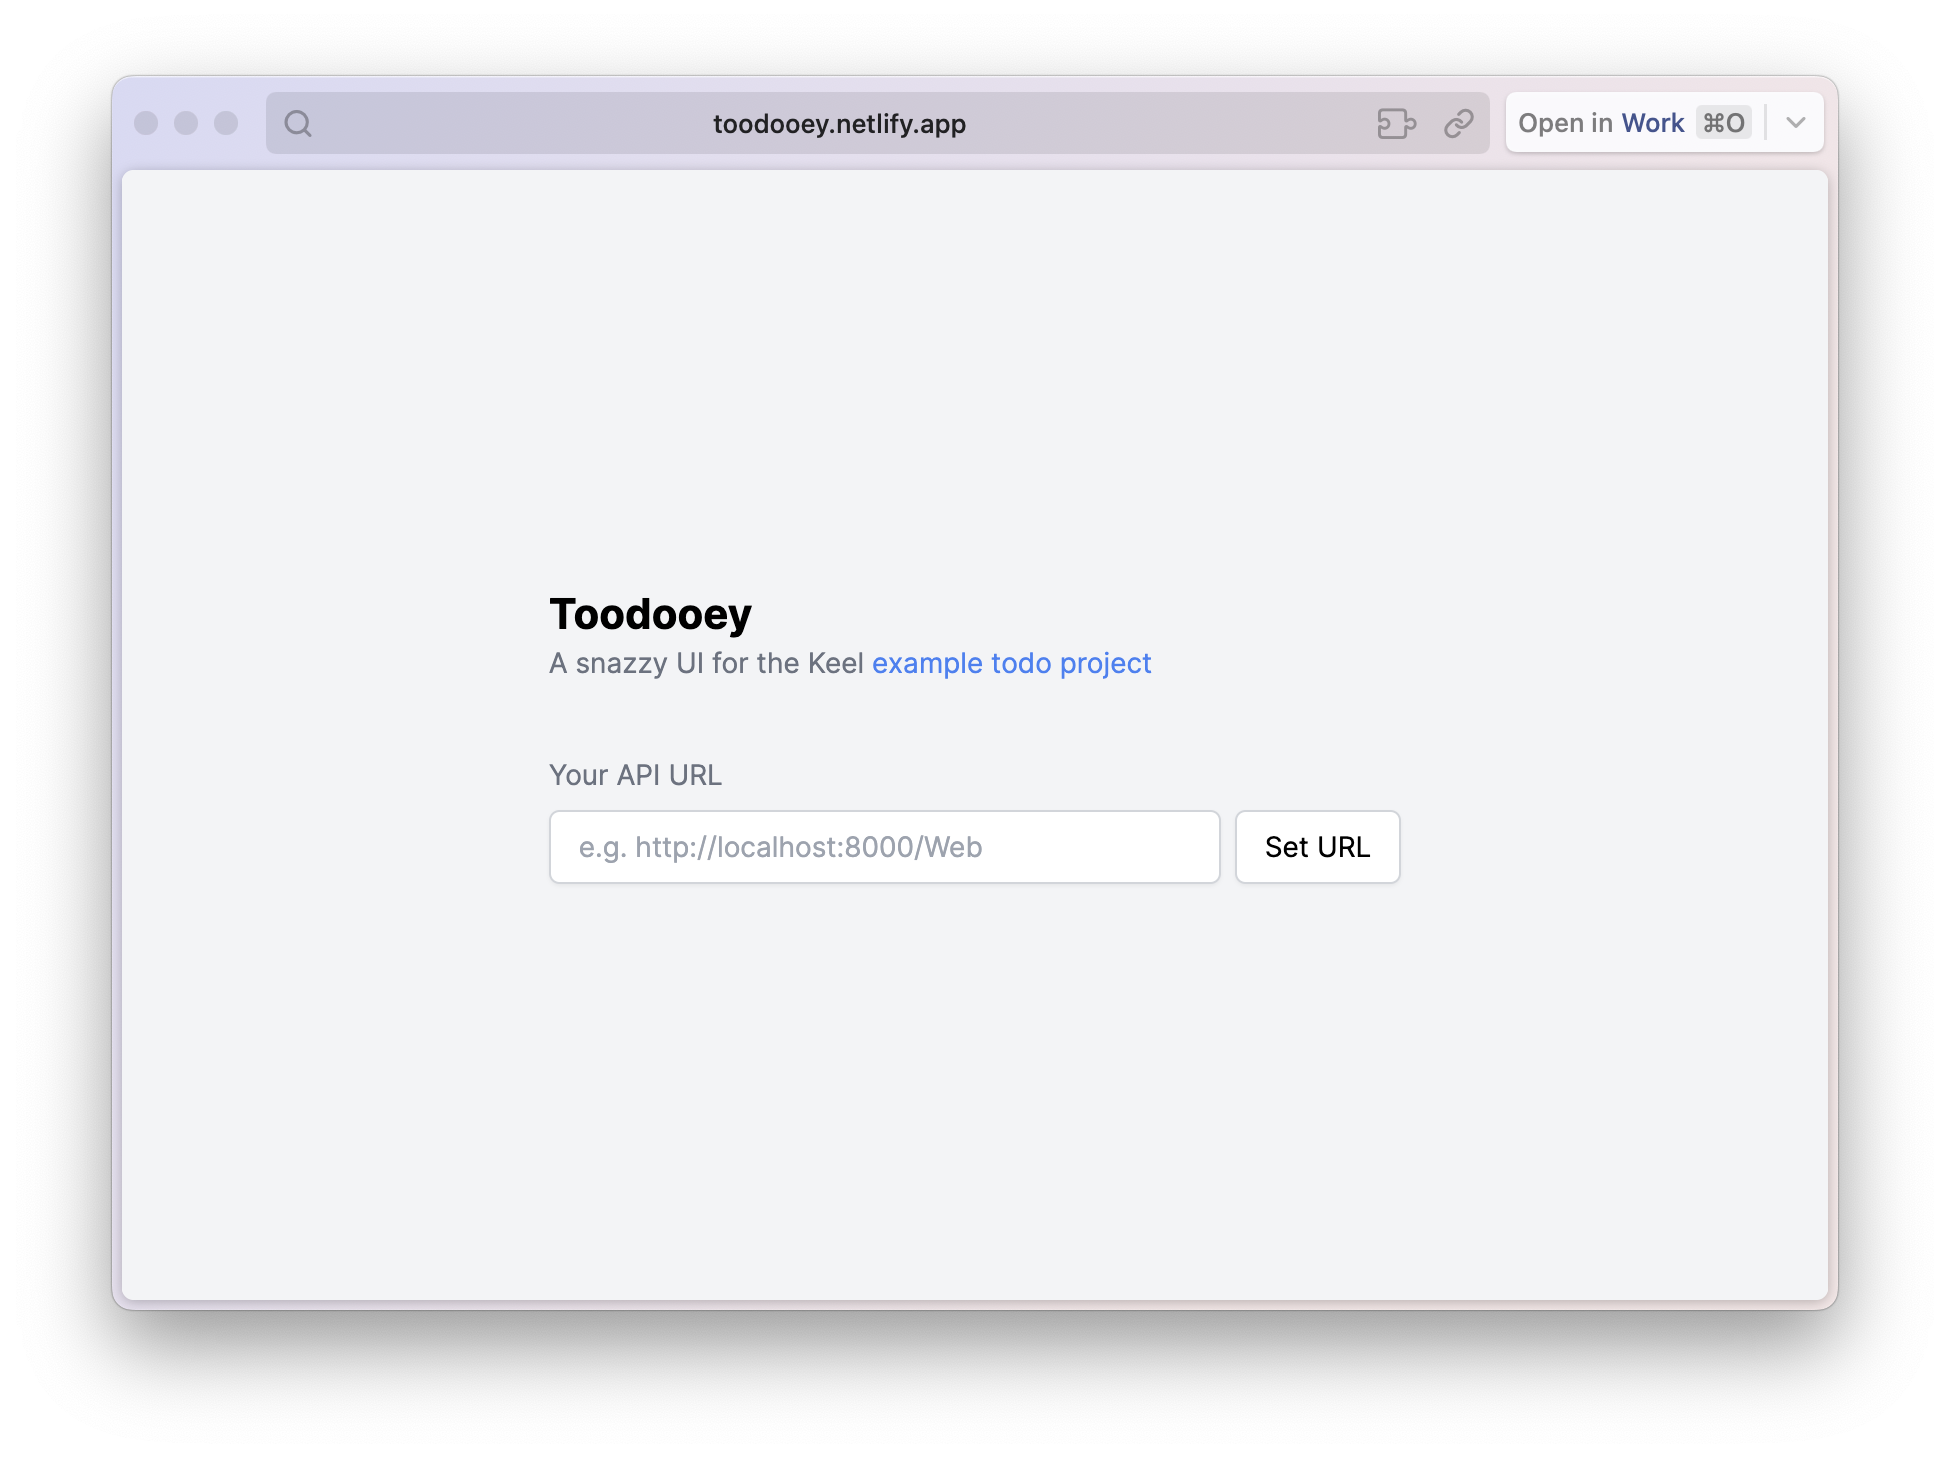 toodooey.netlify.app
Open in Work ⌘O
Toodooey
A snazzy UI for the Keel example todo project
Your API URL
e.g. http://localhost:8000/Web
Set URL